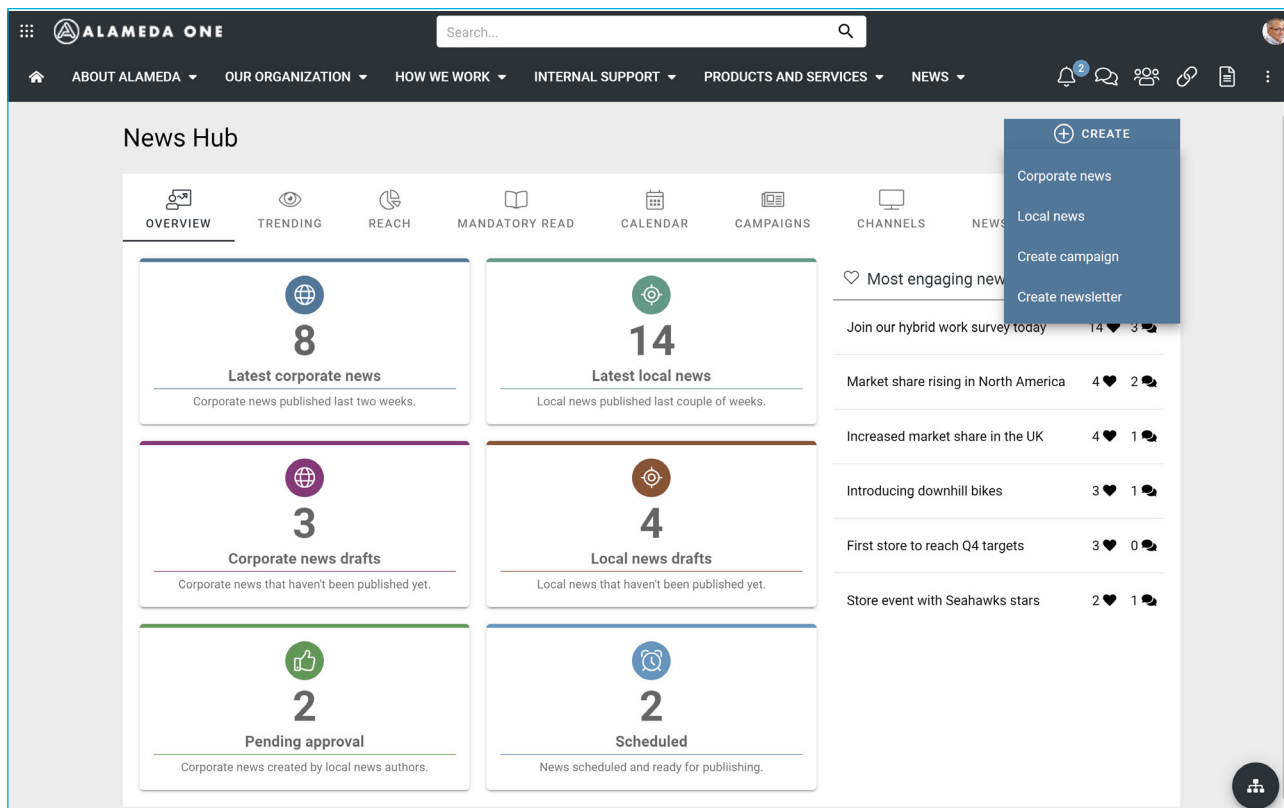 ALAMEDA ONE
Search...
ABOUT ALAMEDA
OUR ORGANIZATION
HOW WE WORK
INTERNAL SUPPORT
PRODUCTS AND SERVICES
NEWS
2
News Hub
CREATE
Corporate news
Local news
Create campaign
Create newsletter
OVERVIEW
TRENDING
REACH
MANDATORY READ
CALENDAR
CAMPAIGNS
CHANNELS
NEWS
8
Latest corporate news
Corporate news published last two weeks.
14
Latest local news
Local news published last couple of weeks.
3
Corporate news drafts
Corporate news that haven't been published yet.
4
Local news drafts
Local news that haven't been published yet.
2
Pending approval
Corporate news created by local news authors.
2
Scheduled
News scheduled and ready for publiishing.
Most engaging new
Join our hybrid work survey today 14 3
Market share rising in North America 4 2
Increased market share in the UK 4 1
Introducing downhill bikes 3 1
First store to reach Q4 targets 3 0
Store event with Seahawks stars 2 1